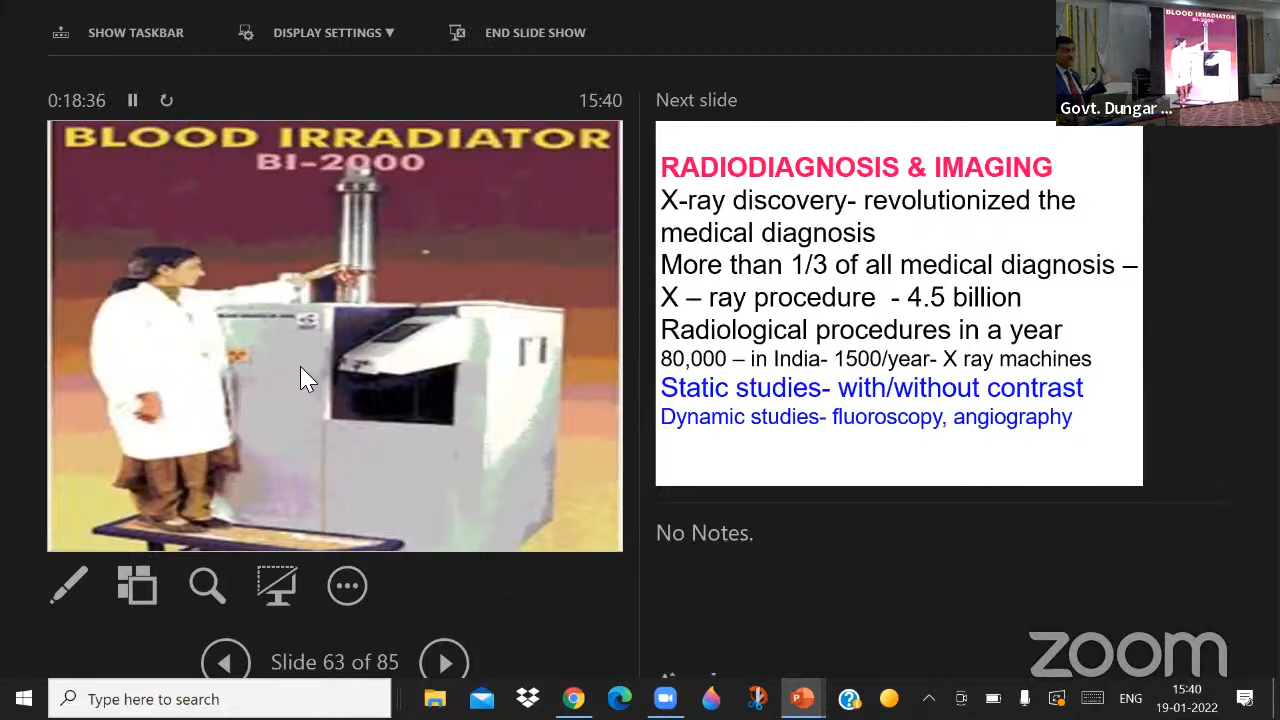 SHOW TASKBAR
DISPLAY SETTINGS ▼
END SLIDE SHOW
BLOOD IRRADIATOR
BI-2000
Govt. Dungar ...
0:18:36
15:40
Next slide
BLOOD IRRADIATOR
BI-2000
RADIODIAGNOSIS & IMAGING
X-ray discovery- revolutionized the
medical diagnosis
More than 1/3 of all medical diagnosis –
X – ray procedure - 4.5 billion
Radiological procedures in a year
80,000 – in India- 1500/year- X ray machines
Static studies- with/without contrast
Dynamic studies- fluoroscopy, angiography
No Notes.
Slide 63 of 85
zoom
Type here to search
ENG
15:40
19-01-2022